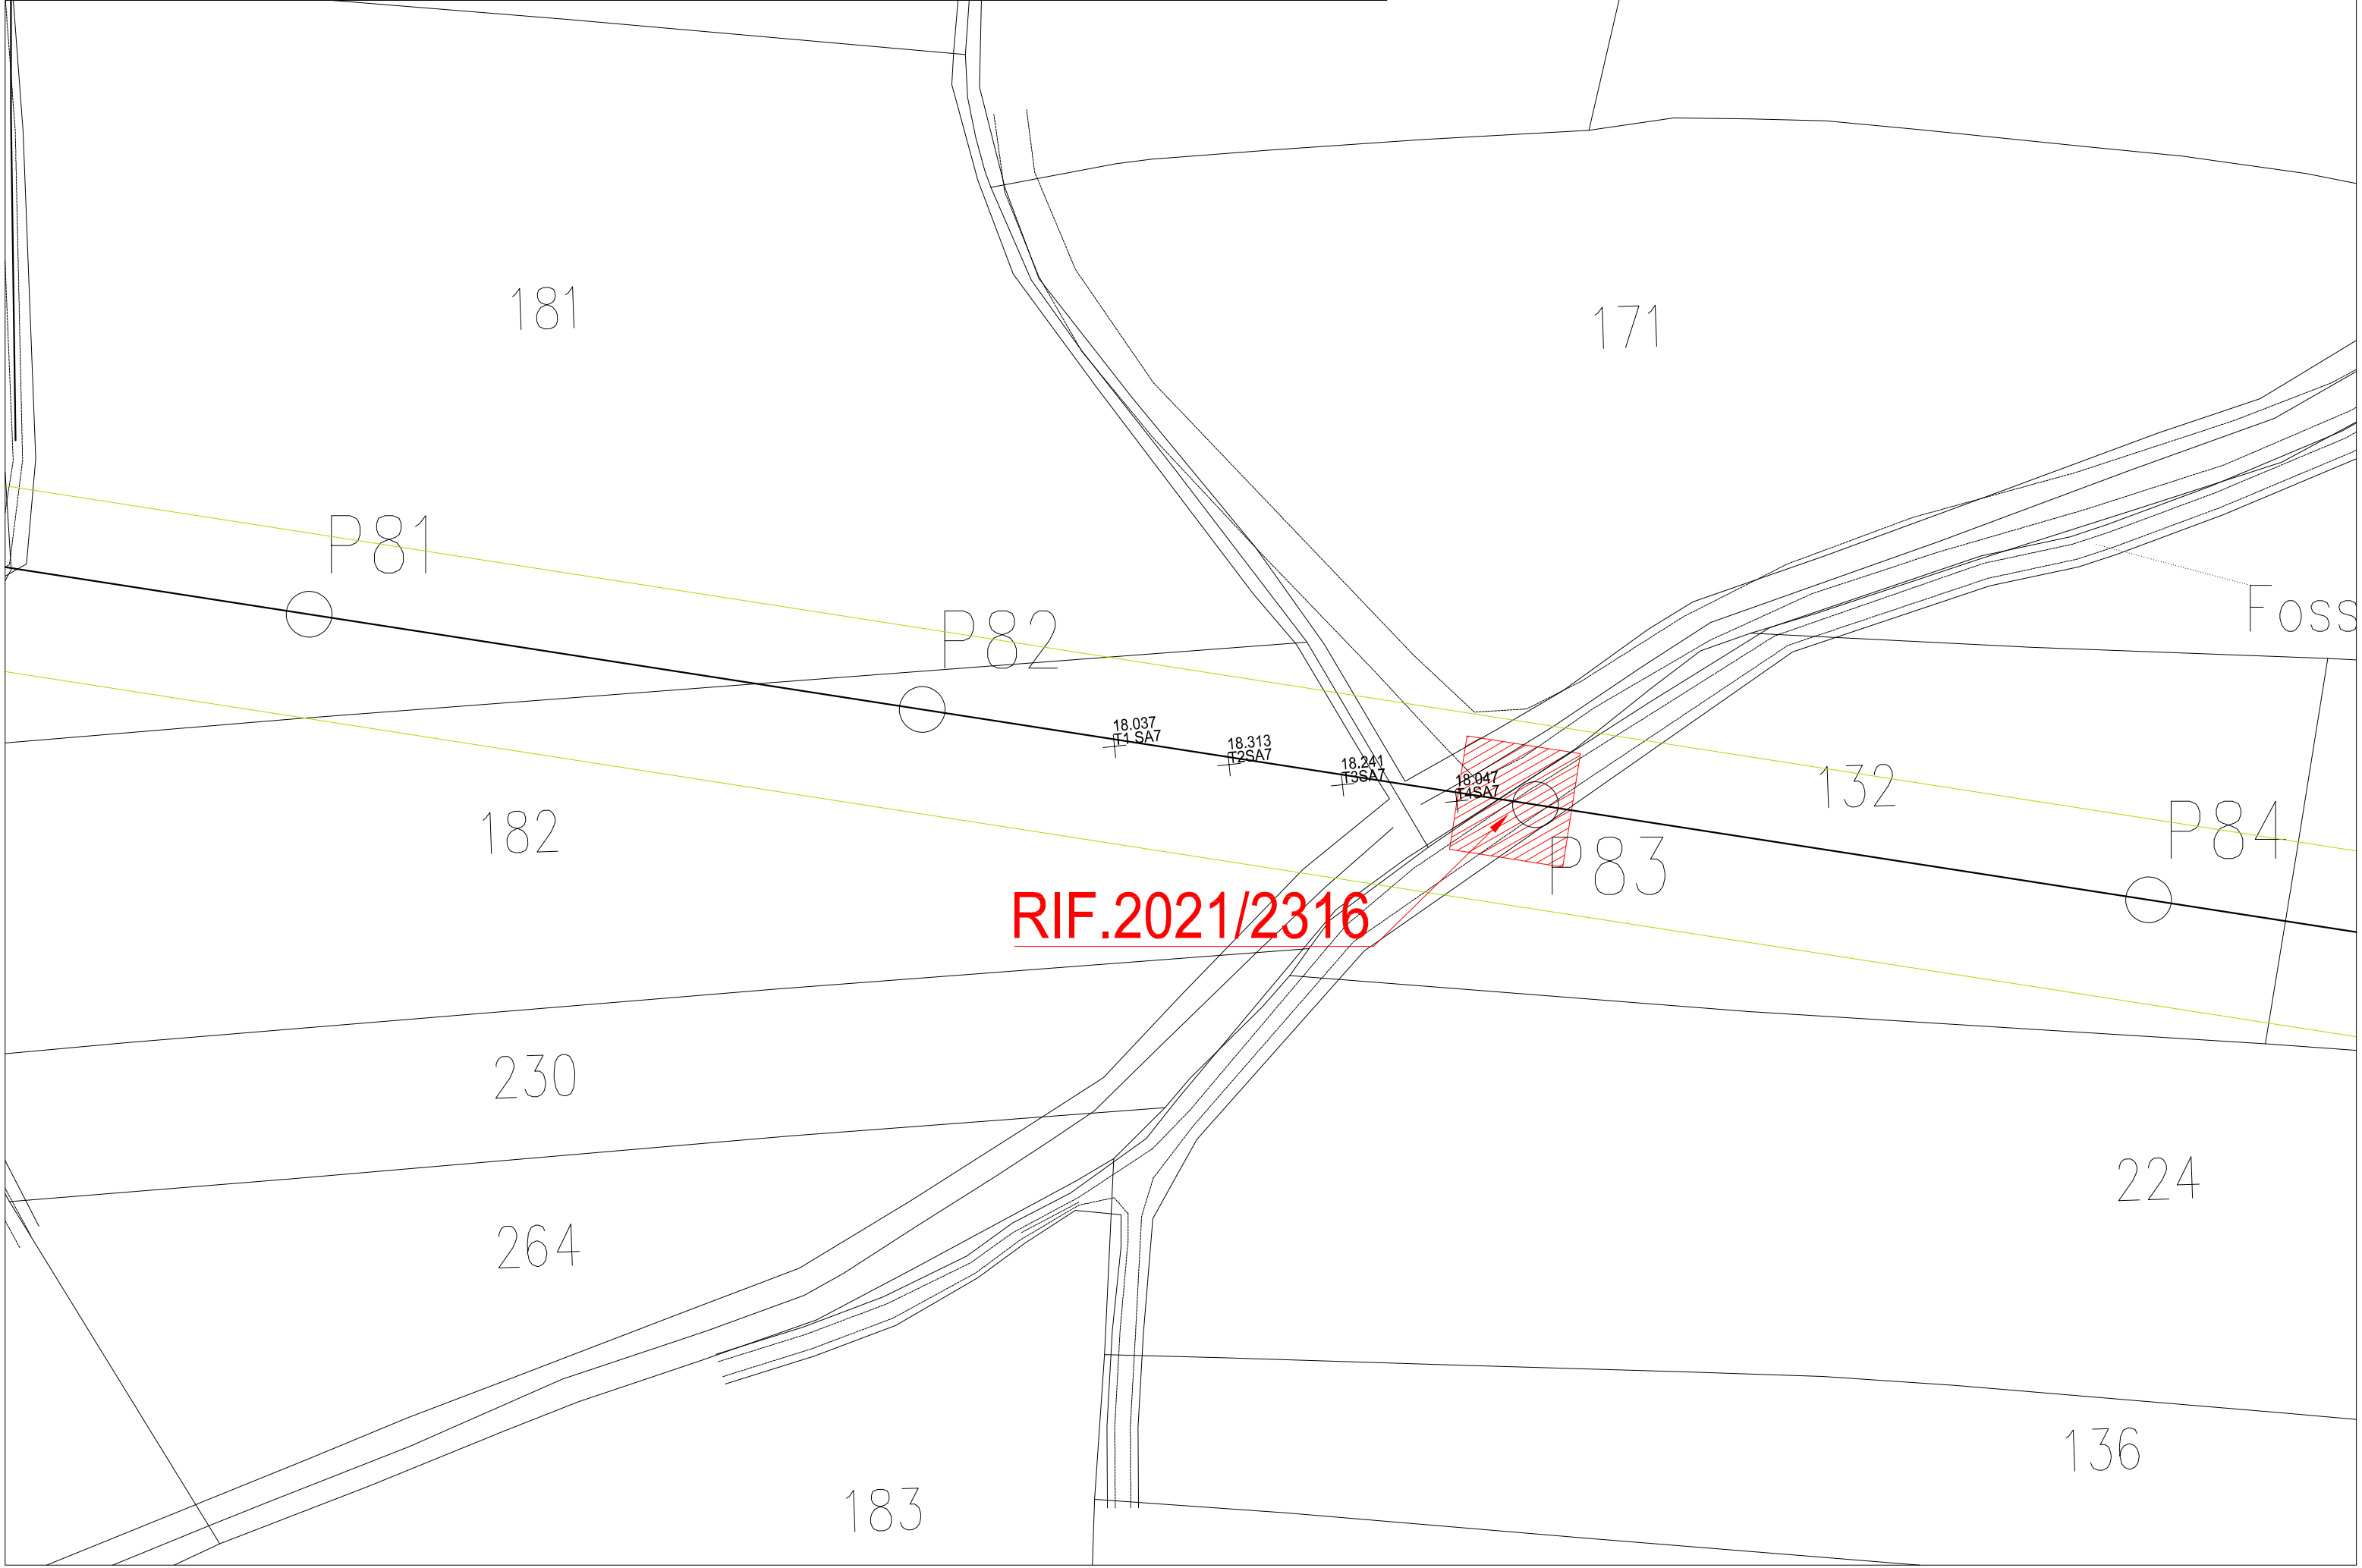 181
171
P81
Foss
P82
18.037
T1 SA7
18.313
T2SA7
18.241
T3SA7
18.047
T4SA7
132
P84
182
P83
RIF.2021/2316
230
224
264
136
183